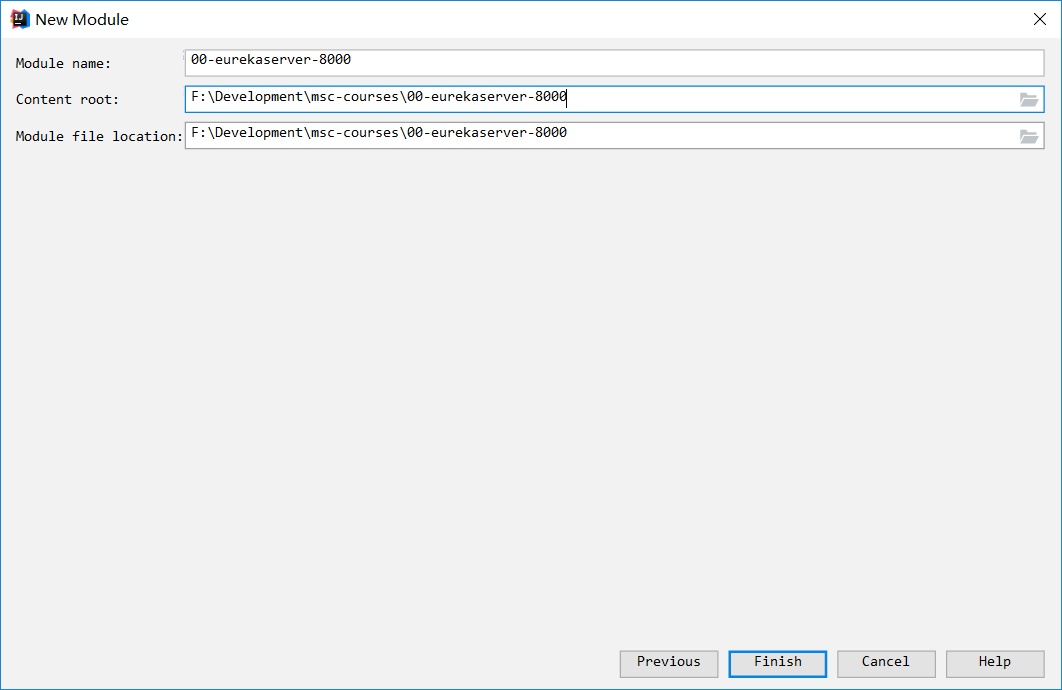 New Module
Module name: 00-eurekaserver-8000
Content root: F:\Development\msc-courses\00-eurekaserver-8000
Module file location: F:\Development\msc-courses\00-eurekaserver-8000
Previous Finish Cancel Help